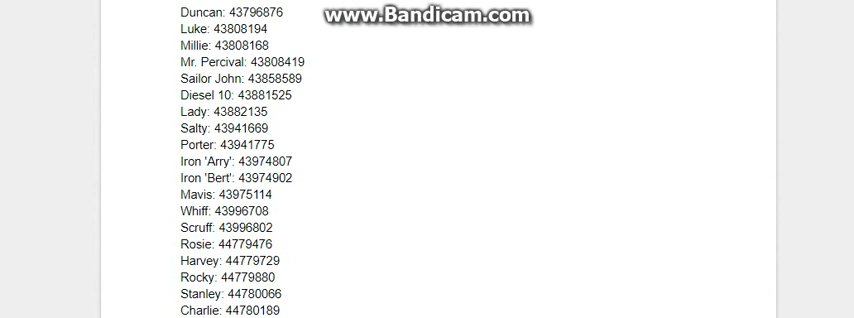 www.Bandicam.com
Duncan: 43796876
Luke: 43808194
Millie: 43808168
Mr. Percival: 43808419
Sailor John: 43858589
Diesel 10: 43881525
Lady: 43882135
Salty: 43941669
Porter: 43941775
Iron 'Arry': 43974807
Iron 'Bert': 43974902
Mavis: 43975114
Whiff: 43996708
Scruff: 43996802
Rosie: 44779476
Harvey: 44779729
Rocky: 44779880
Stanley: 44780066
Charlie: 44780189